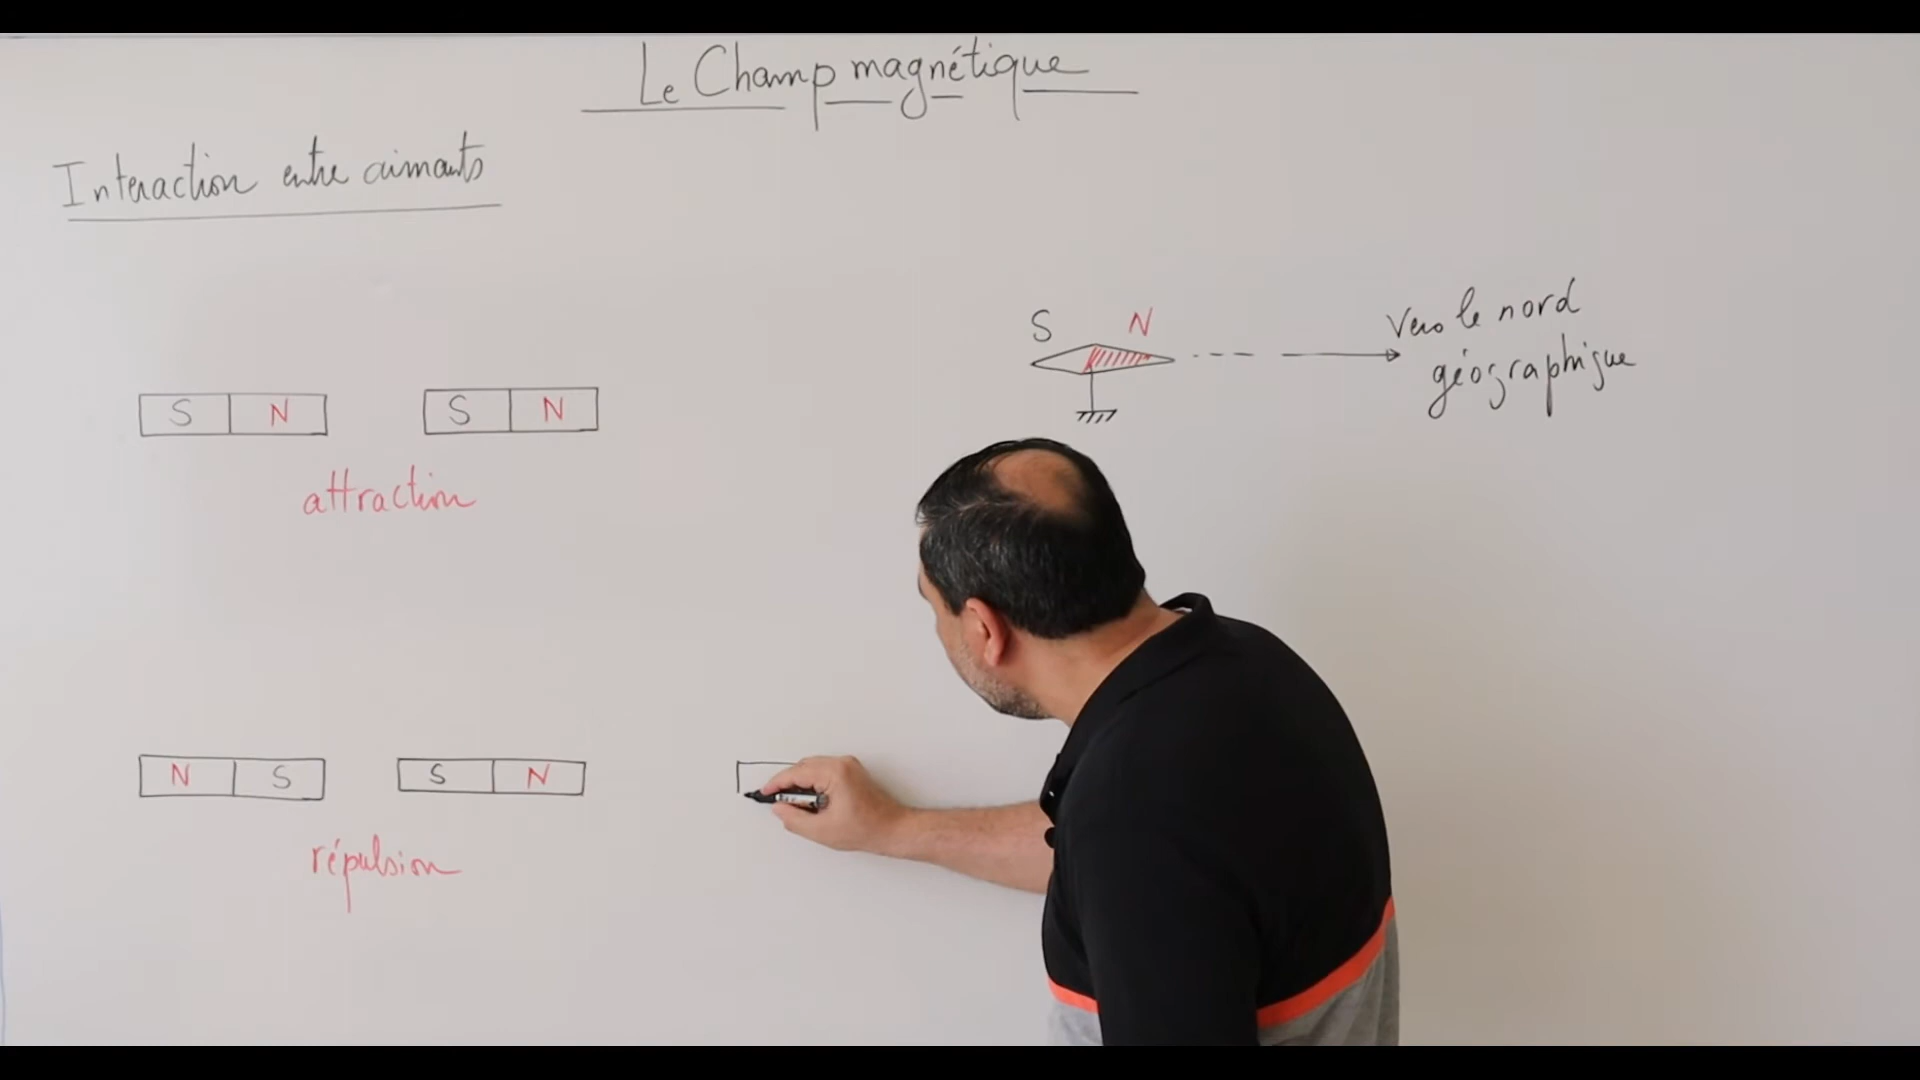 Le Champ magnétique
Interaction entre aimants
S N
Vers le nord
géographique
S N S N
attraction
N S S N
répulsion